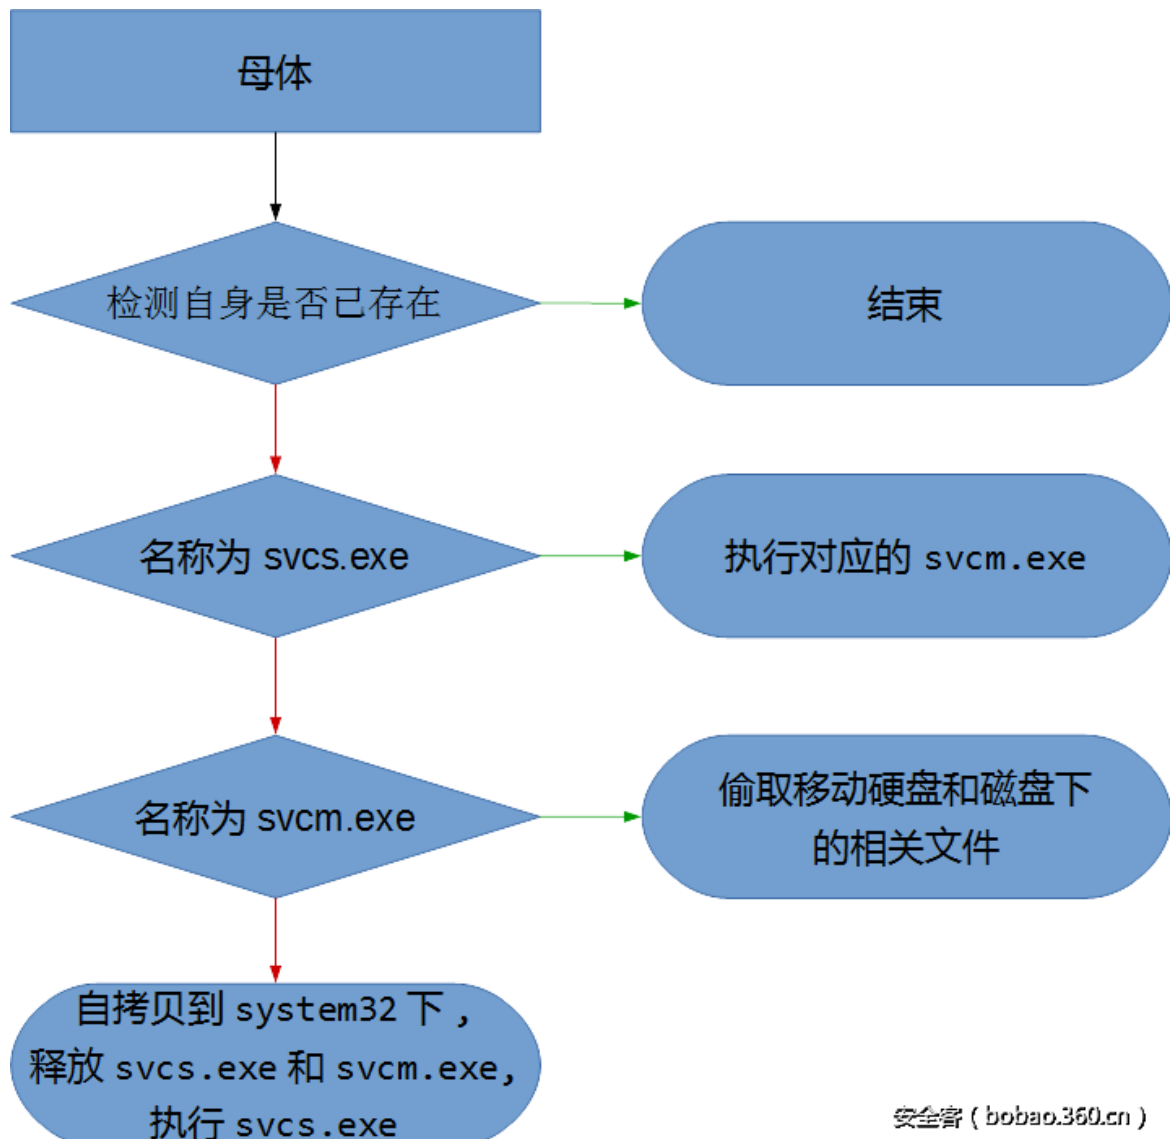 母体
检测自身是否已存在
结束
名称为 svcs.exe
执行对应的 svcm.exe
名称为 svcm.exe
偷取移动硬盘和磁盘下
的相关文件
自拷贝到 system32 下，
释放 svcs.exe 和 svcm.exe,
执行 svcs.exe
安全客（bobao.360.cn）